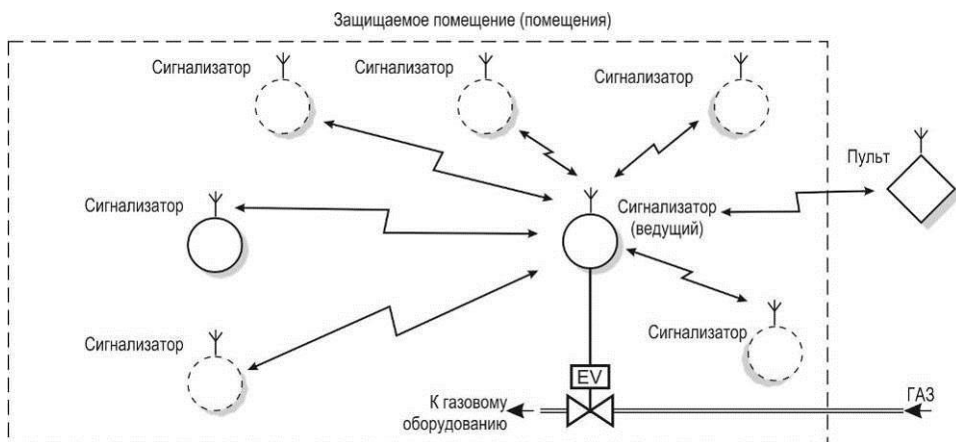 Защищаемое помещение (помещения)
Сигнализатор
Сигнализатор
Сигнализатор
Пульт
Сигнализатор
Сигнализатор
(ведущий)
Сигнализатор
Сигнализатор
EV
К газовому
оборудованию
ГАЗ